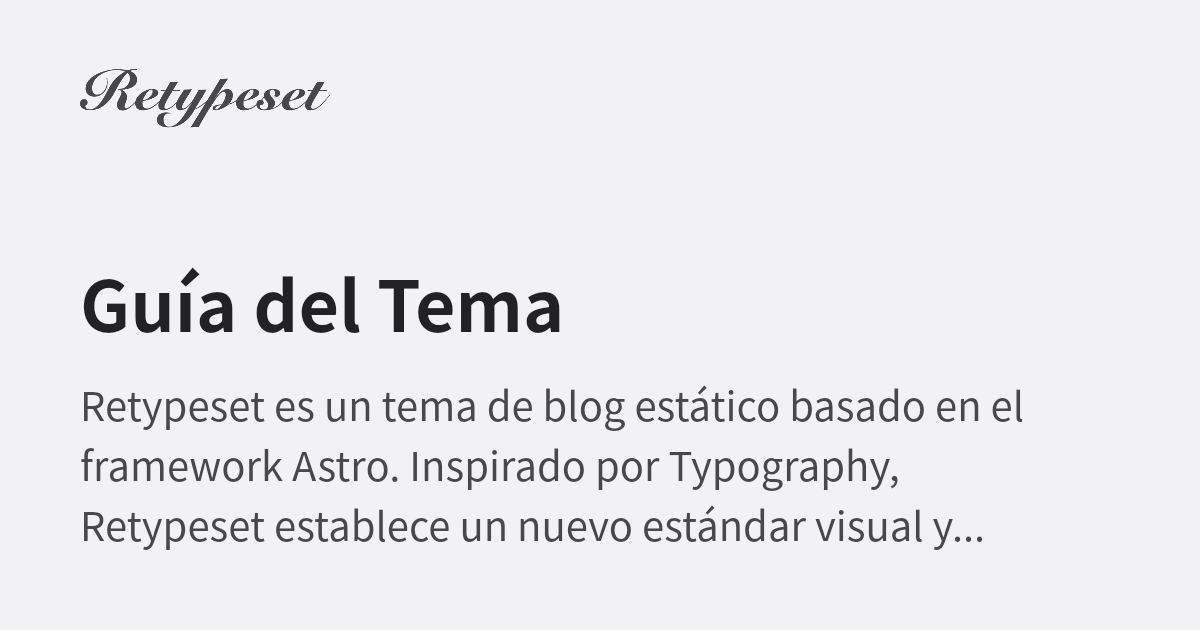 Retypeset
Guía del Tema
Retypeset es un tema de blog estático basado en el
framework Astro. Inspirado por Typography,
Retypeset establece un nuevo estándar visual y...